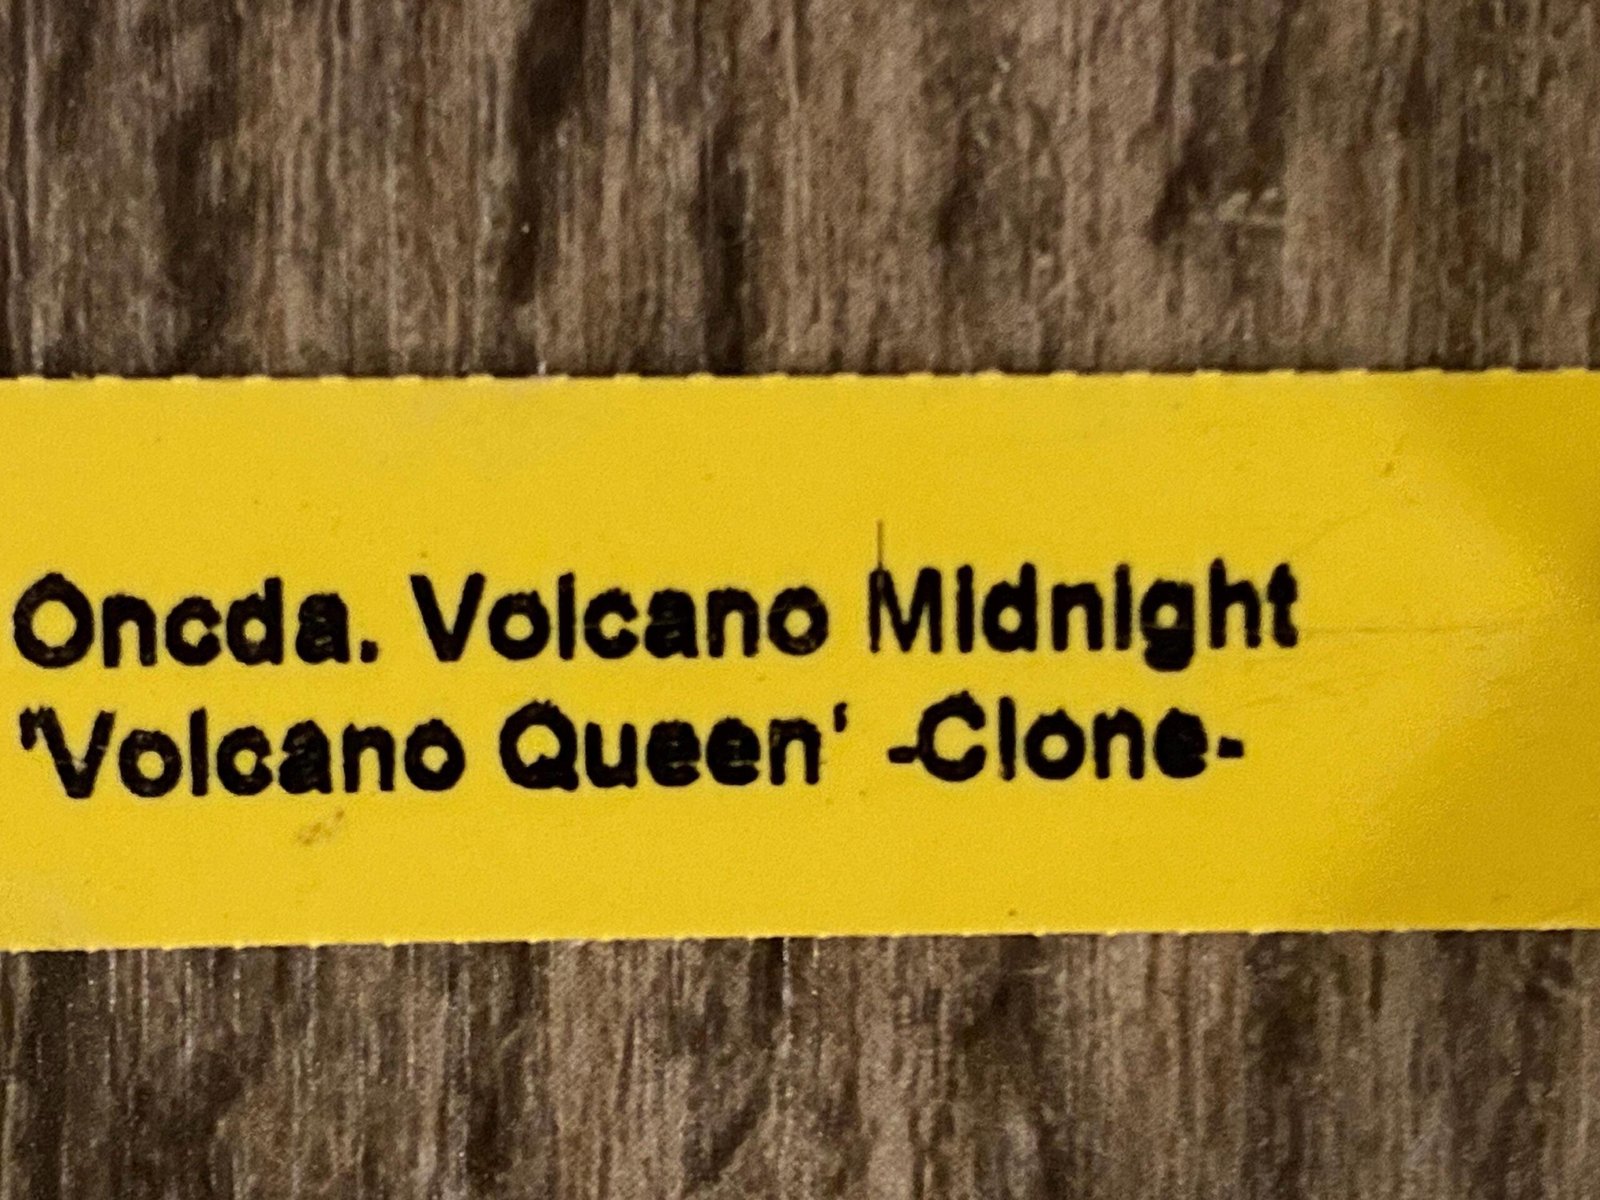 Oncda. Volcano Midnight
'Volcano Queen' -Clone-